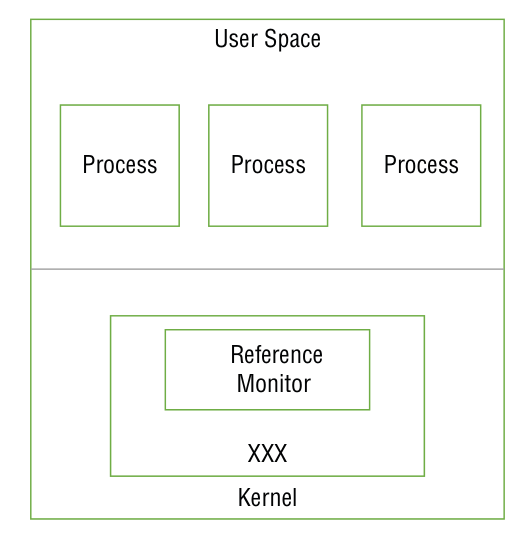 User Space
Process
Process
Process
Reference
Monitor
XXX
Kernel